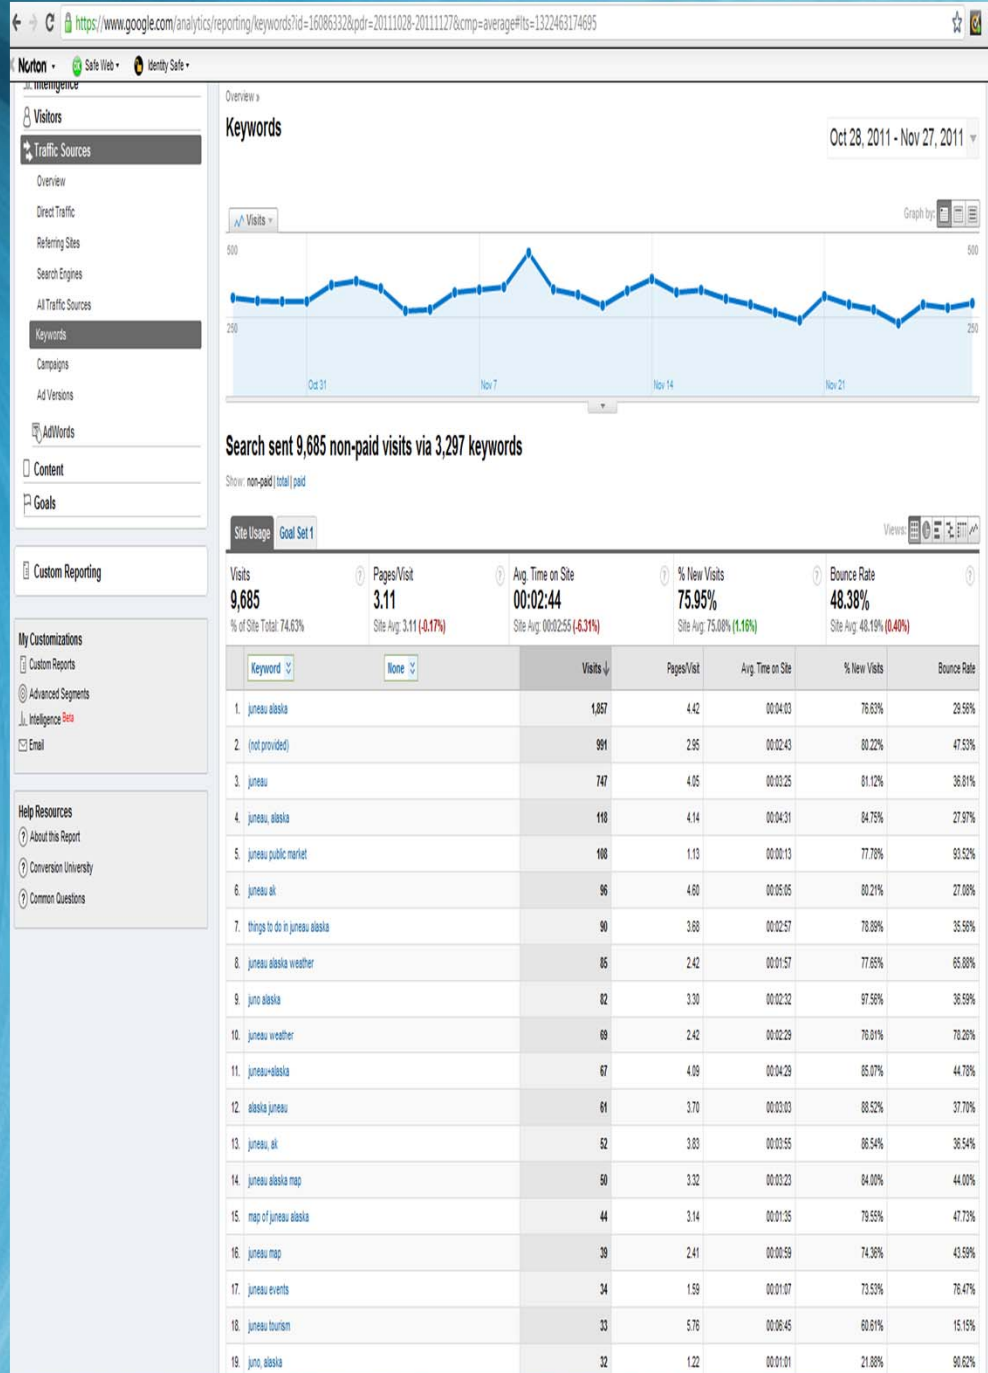 https://www.google.com/analytics/reporting/keywords?id=16086332&pdr=20111028-20111127&cmp=average#lts=1322463174695
Norton Safe Web Identity Safe
Intelligence
Visitors
Traffic Sources
Overview
Direct Traffic
Referring Sites
Search Engines
All Traffic Sources
Keywords
Campaigns
Ad Versions
AdWords
Content
Goals
Custom Reporting
My Customizations
Custom Reports
Advanced Segments
Intelligence Beta
Email
Help Resources
About this Report
Conversion University
Common Questions
Overview »
Keywords
Oct 28, 2011 - Nov 27, 2011
Visits
Graph by:
500 500
250 250
Oct 31 Nov 7 Nov 14 Nov 21
Search sent 9,685 non-paid visits via 3,297 keywords
Show: non-paid | total | paid
Site Usage Goal Set 1 Views:
Visits Pages/Visit Avg. Time on Site % New Visits Bounce Rate
9,685 3.11 00:02:44 75.95% 48.38%
% of Site Total: 74.63% Site Avg: 3.11 (-0.17%) Site Avg: 00:02:55 (-6.31%) Site Avg: 75.08% (1.16%) Site Avg: 48.19% (0.40%)
Keyword None Visits Pages/Visit Avg. Time on Site % New Visits Bounce Rate
1. juneau alaska 1,857 4.42 00:04:03 76.63% 29.56%
2. (not provided) 991 2.95 00:02:43 80.22% 47.53%
3. juneau 747 4.05 00:03:25 81.12% 36.81%
4. juneau, alaska 118 4.14 00:04:31 84.75% 27.97%
5. juneau public market 108 1.13 00:00:13 77.78% 93.52%
6. juneau ak 96 4.60 00:05:05 80.21% 27.08%
7. things to do in juneau alaska 90 3.68 00:02:57 78.89% 35.56%
8. juneau alaska weather 85 2.42 00:01:57 77.65% 65.88%
9. juno alaska 82 3.30 00:02:32 97.56% 36.59%
10. juneau weather 69 2.42 00:02:29 76.81% 78.26%
11. juneau+alaska 67 4.09 00:04:29 85.07% 44.78%
12. alaska juneau 61 3.70 00:03:03 88.52% 37.70%
13. juneau, ak 52 3.83 00:03:55 86.54% 36.54%
14. juneau alaska map 50 3.32 00:03:23 84.00% 44.00%
15. map of juneau alaska 44 3.14 00:01:35 79.55% 47.73%
16. juneau map 39 2.41 00:00:59 74.36% 43.59%
17. juneau events 34 1.59 00:01:07 73.53% 76.47%
18. juneau tourism 33 5.76 00:06:45 60.61% 15.15%
19. juno, alaska 32 1.22 00:01:01 21.88% 90.62%